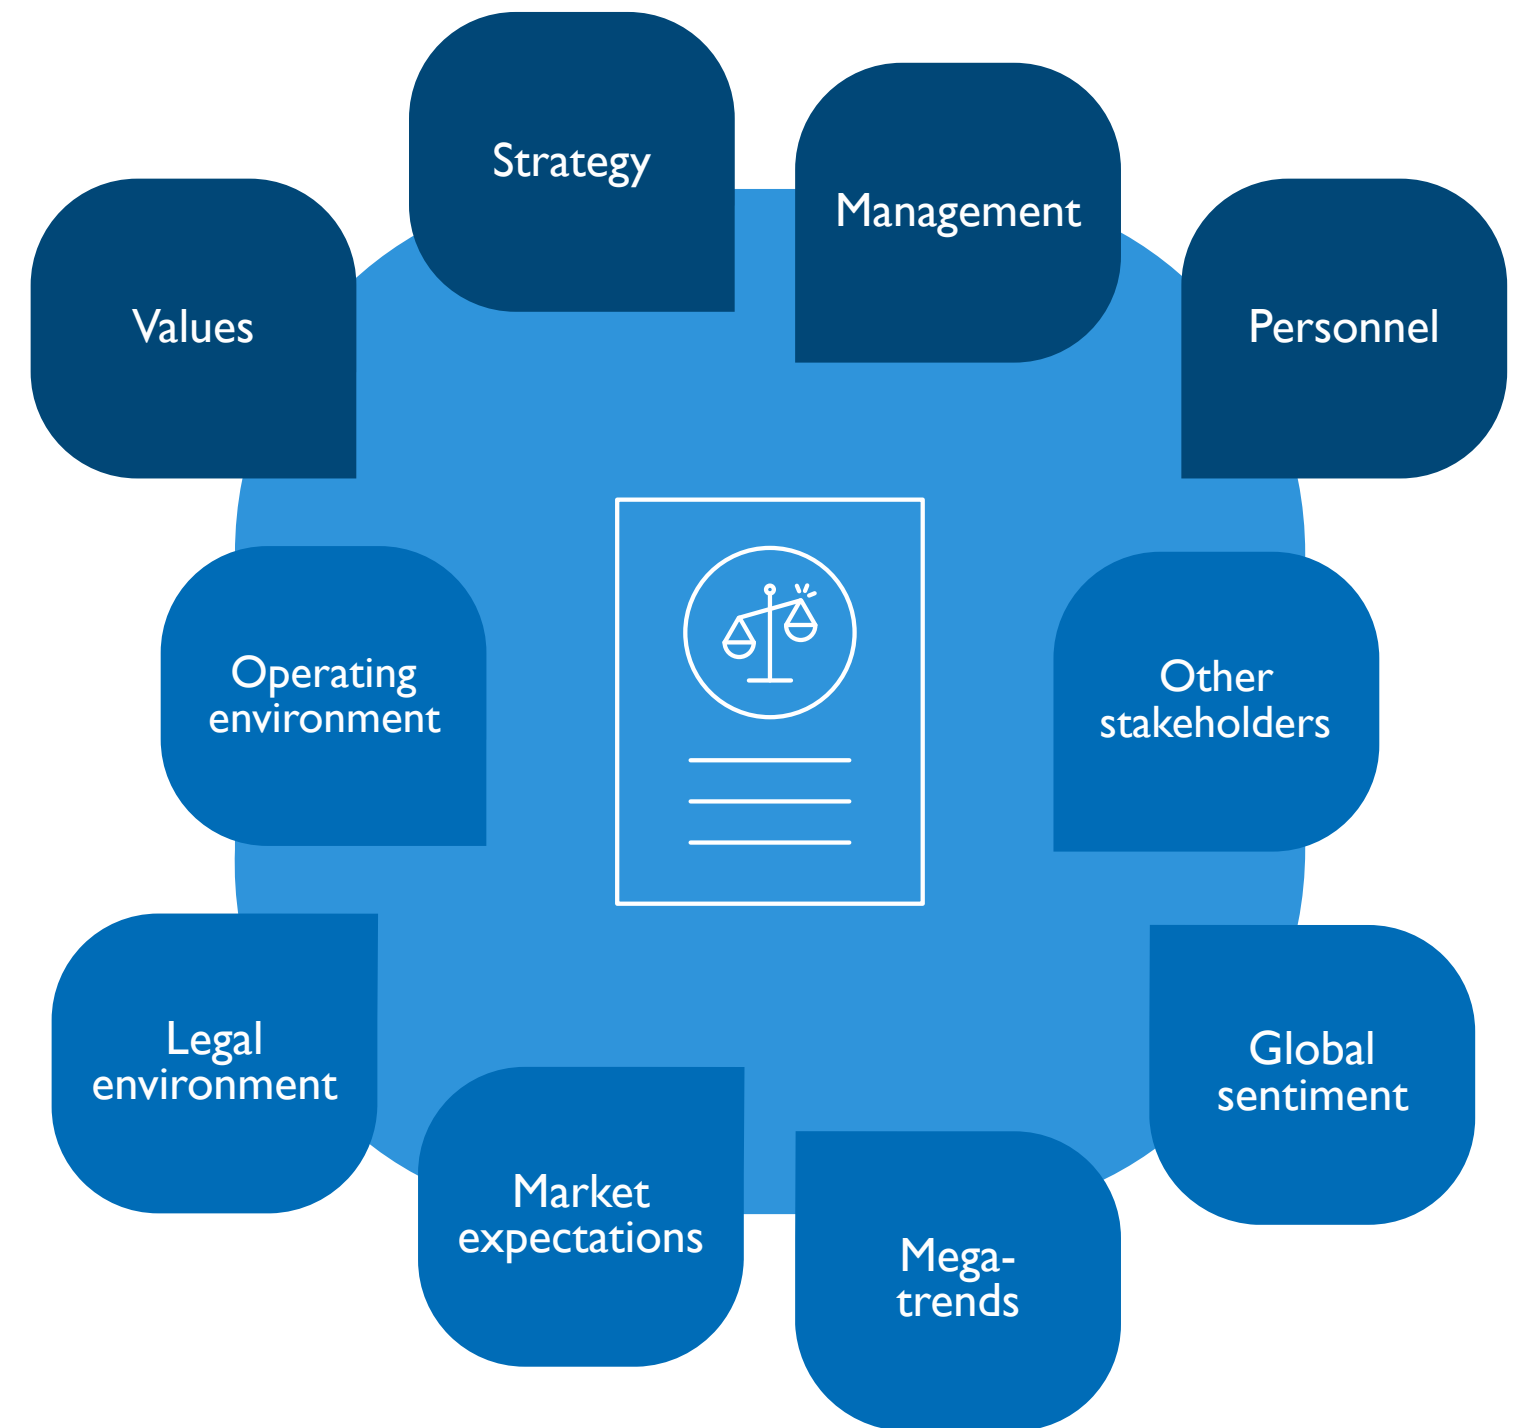 Strategy
Management
Values
Personnel
Operating
environment
Other
stakeholders
Legal
environment
Global
sentiment
Market
expectations
Mega-
trends